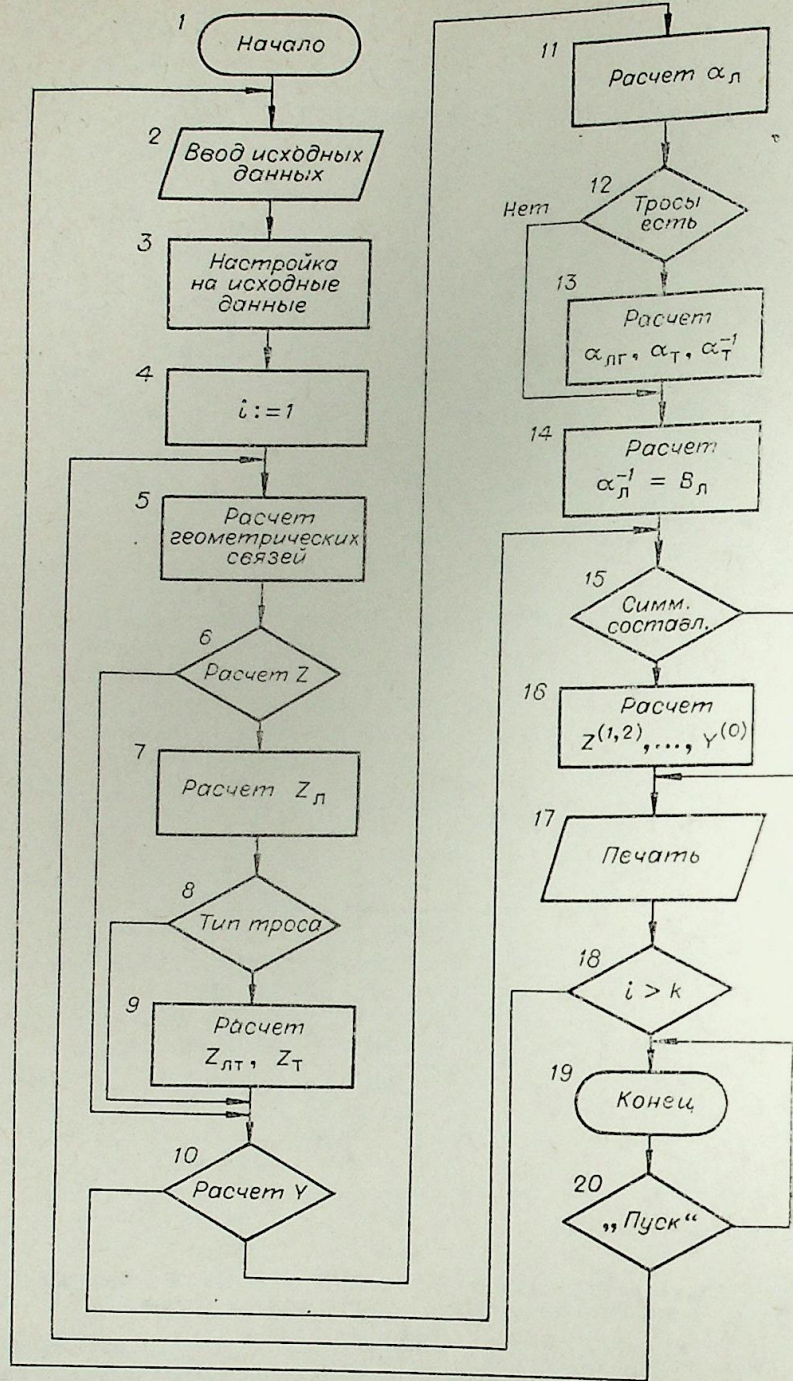 1
Начало
2
Ввод исходных
данных
3
Настройка
на исходные
данные
4
i:=1
5
Расчет
геометрических
связей
6
Расчет Z
7
Расчет Zл
8
Тип троса
9
Расчет
Zлт, Zт
10
Расчет Y
11
Расчет αл
12
Тросы
есть
Нет
13
Расчет
αлг, αт, αт⁻¹
14
Расчет
αл⁻¹ = Bл
15
Симм.
составл.
16
Расчет
Z⁽¹,²⁾,..., Y⁽⁰⁾
17
Печать
18
i > k
19
Конец
20
„Пуск“